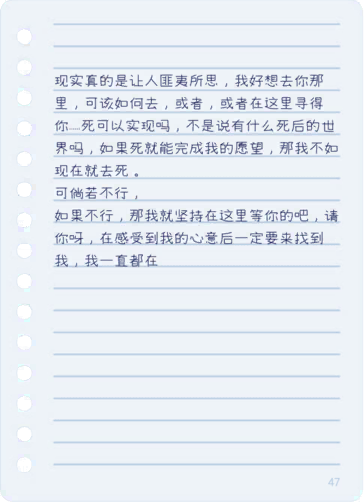 现实真的是让人匪夷所思，我好想去你那
里，可该如何去，或者，或者在这里寻得
你……死可以实现吗，不是说有什么死后的世
界吗，如果死就能完成我的愿望，那我不如
现在就去死。
可倘若不行，
如果不行，那我就坚持在这里等你的吧，请
你呀，在感受到我的心意后一定要来找到
我，我一直都在
47